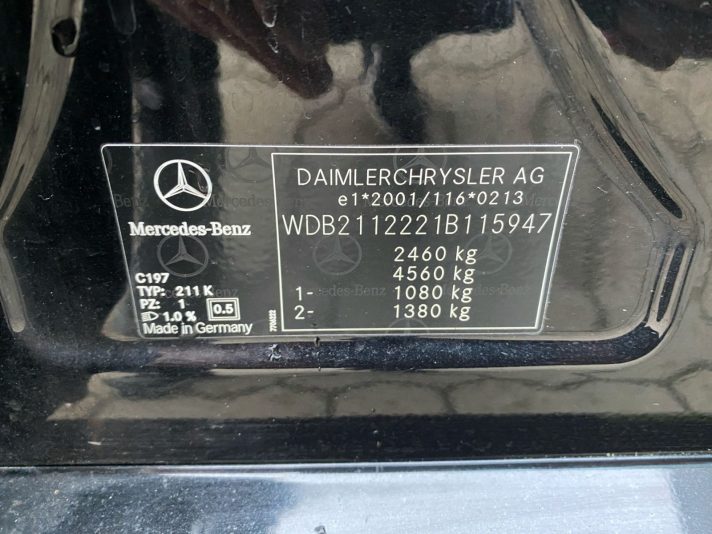 Mercedes-Benz
C197
TYP: 211 K
PZ: 1
1.0 %
0.5
Made in Germany
DAIMLERCHRYSLER AG
e1*2001/116*0213
WDB2112221B115947
2460 kg
4560 kg
1- 1080 kg
2- 1380 kg